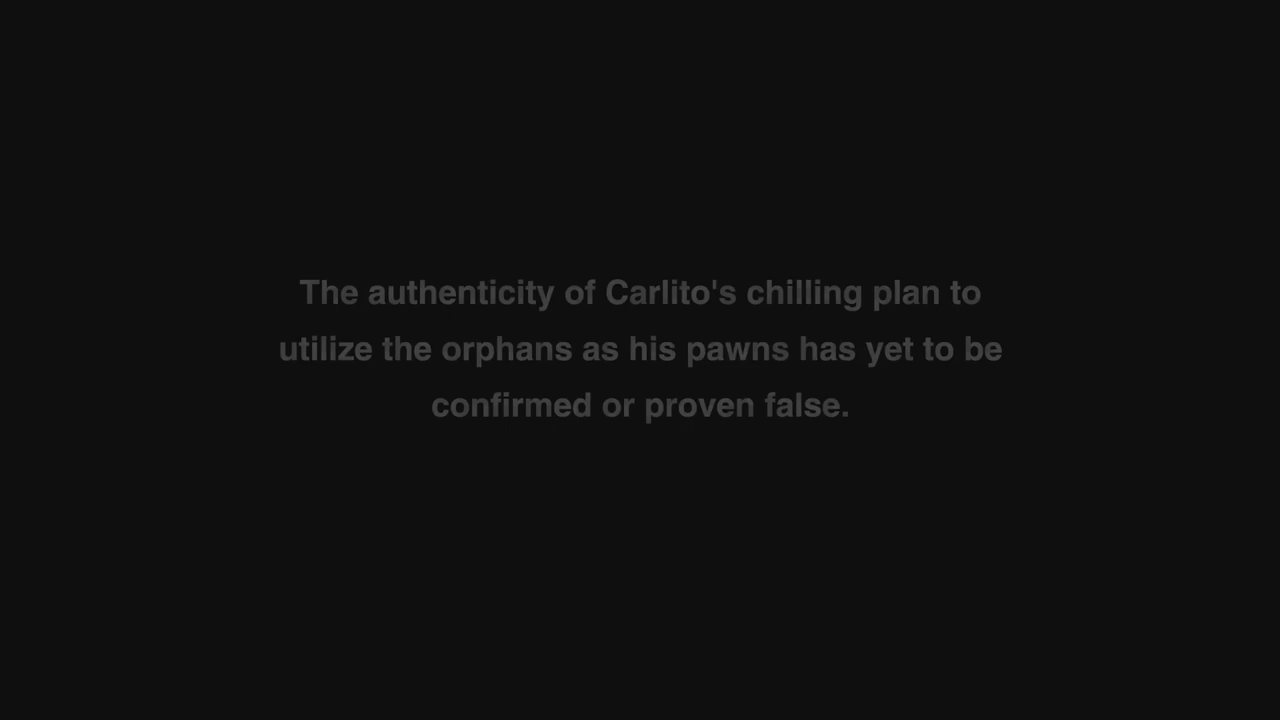 The authenticity of Carlito's chilling plan to
utilize the orphans as his pawns has yet to be
confirmed or proven false.